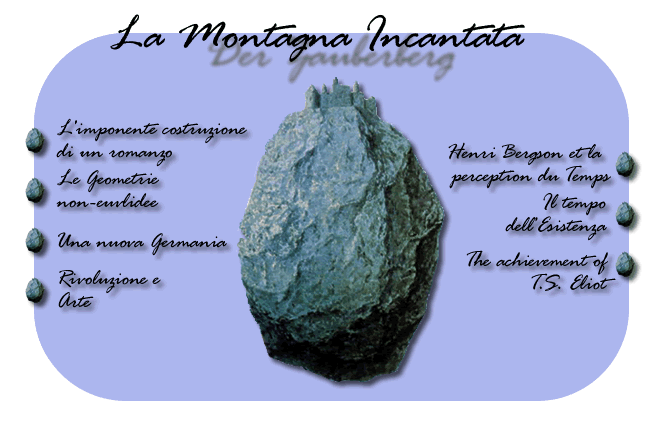 La Montagna Incantata
Der Zauberberg
L'imponente costruzione
di un romanzo
Le Geometrie
non-euclidee
Una nuova Germania
Rivoluzione e
Arte
Henri Bergson et la
perception du Temps
Il tempo
dell'Esistenza
The achievement of
T.S. Eliot